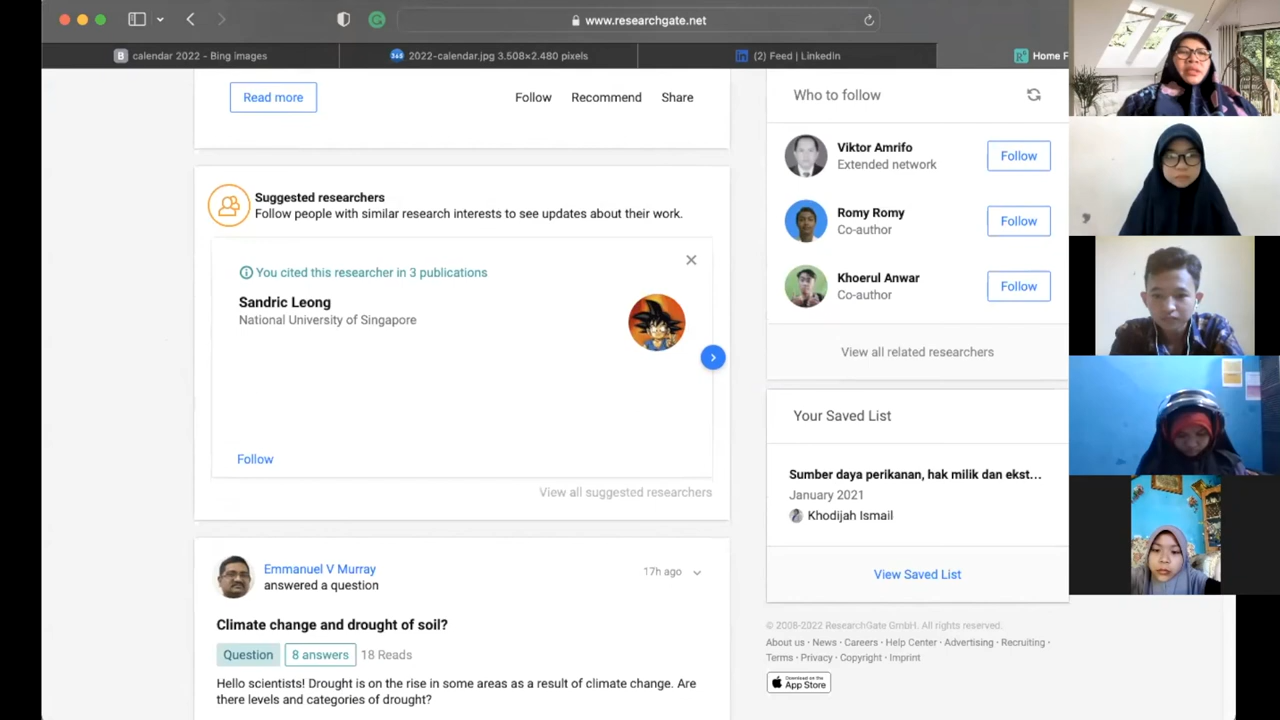 www.researchgate.net
calendar 2022 - Bing images
2022-calendar.jpg 3.508×2.480 pixels
(2) Feed | LinkedIn
Home F
Read more
Follow
Recommend
Share
Suggested researchers
Follow people with similar research interests to see updates about their work.
You cited this researcher in 3 publications
Sandric Leong
National University of Singapore
Follow
View all suggested researchers
Emmanuel V Murray
answered a question
17h ago
Climate change and drought of soil?
Question
8 answers
18 Reads
Hello scientists! Drought is on the rise in some areas as a result of climate change. Are
there levels and categories of drought?
Who to follow
Viktor Amrifo
Extended network
Follow
Romy Romy
Co-author
Follow
Khoerul Anwar
Co-author
Follow
View all related researchers
Your Saved List
Sumber daya perikanan, hak milik dan ekst...
January 2021
Khodijah Ismail
View Saved List
© 2008-2022 ResearchGate GmbH. All rights reserved.
About us · News · Careers · Help Center · Advertising · Recruiting ·
Terms · Privacy · Copyright · Imprint
Download on the
App Store